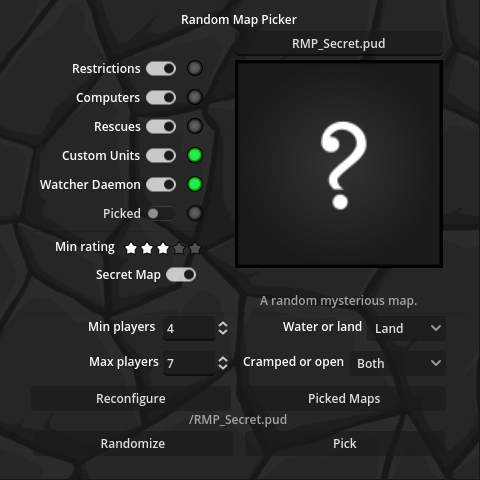 Random Map Picker
RMP_Secret.pud
Restrictions
Computers
Rescues
Custom Units
Watcher Daemon
Picked
?
Min rating
Secret Map
A random mysterious map.
Min players 4 Water or land Land
Max players 7 Cramped or open Both
Reconfigure Picked Maps
/RMP_Secret.pud
Randomize Pick